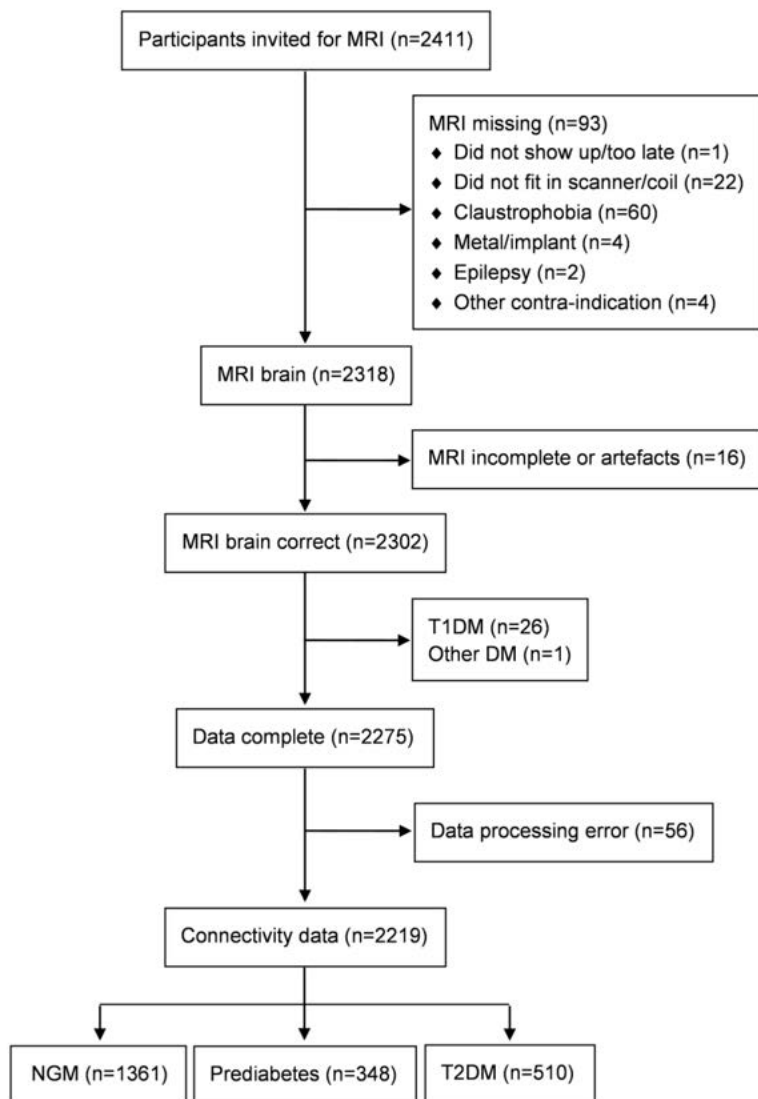 Participants invited for MRI (n=2411)
MRI missing (n=93)
♦ Did not show up/too late (n=1)
♦ Did not fit in scanner/coil (n=22)
♦ Claustrophobia (n=60)
♦ Metal/implant (n=4)
♦ Epilepsy (n=2)
♦ Other contra-indication (n=4)
MRI brain (n=2318)
MRI incomplete or artefacts (n=16)
MRI brain correct (n=2302)
T1DM (n=26)
Other DM (n=1)
Data complete (n=2275)
Data processing error (n=56)
Connectivity data (n=2219)
NGM (n=1361)
Prediabetes (n=348)
T2DM (n=510)